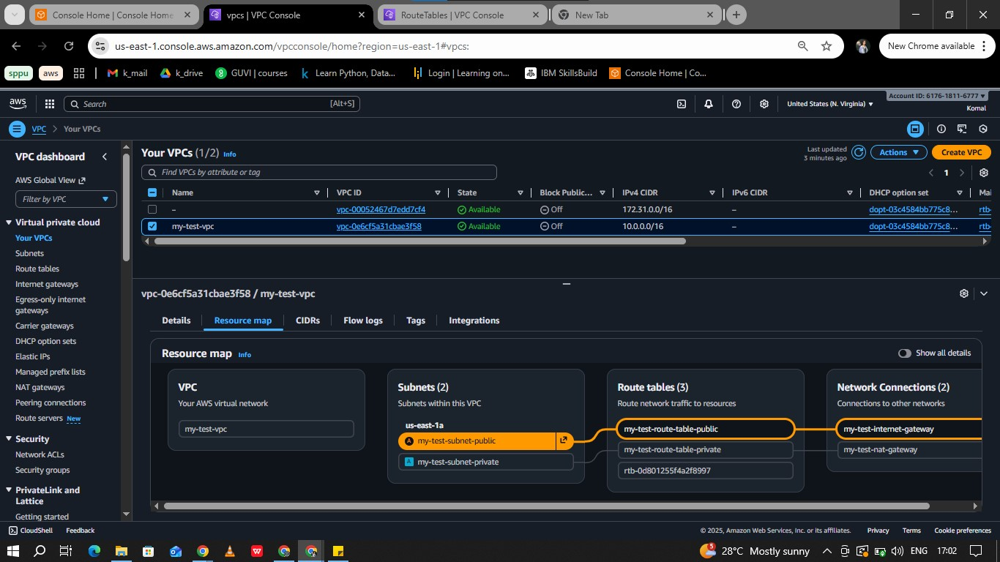 Console Home | Console Home
vpcs | VPC Console
RouteTables | VPC Console
New Tab
us-east-1.console.aws.amazon.com/vpcconsole/home?region=us-east-1#vpcs:
New Chrome available
sppu
aws
k_mail
k_drive
GUVI | courses
Learn Python, Data...
Login | Learning on...
IBM SkillsBuild
Console Home | Co...
aws
Search
[Alt+S]
United States (N. Virginia)
Account ID: 6176-1811-6777
Komal
VPC
Your VPCs
VPC dashboard
AWS Global View
Filter by VPC
Virtual private cloud
Your VPCs
Subnets
Route tables
Internet gateways
Egress-only internet
gateways
Carrier gateways
DHCP option sets
Elastic IPs
Managed prefix lists
NAT gateways
Peering connections
Route servers New
Security
Network ACLs
Security groups
PrivateLink and
Lattice
Getting started
Your VPCs (1/2) Info
Last updated
3 minutes ago
Actions
Create VPC
Find VPCs by attribute or tag
1
Name VPC ID State Block Public... IPv4 CIDR IPv6 CIDR DHCP option set Mai
– vpc-00052467d7edd7cf4 Available Off 172.31.0.0/16 – dopt-03c4584bb775c8... rtb-
my-test-vpc vpc-0e6cf5a31cbae3f58 Available Off 10.0.0.0/16 – dopt-03c4584bb775c8... rtb-
vpc-0e6cf5a31cbae3f58 / my-test-vpc
Details Resource map CIDRs Flow logs Tags Integrations
Resource map Info
Show all details
VPC
Your AWS virtual network
my-test-vpc
Subnets (2)
Subnets within this VPC
us-east-1a
A my-test-subnet-public
A my-test-subnet-private
Route tables (3)
Route network traffic to resources
my-test-route-table-public
my-test-route-table-private
rtb-0d801255f4a2f8997
Network Connections (2)
Connections to other networks
my-test-internet-gateway
my-test-nat-gateway
CloudShell
Feedback
© 2025, Amazon Web Services, Inc. or its affiliates.
Privacy
Terms
Cookie preferences
5
28°C Mostly sunny
ENG
17:02